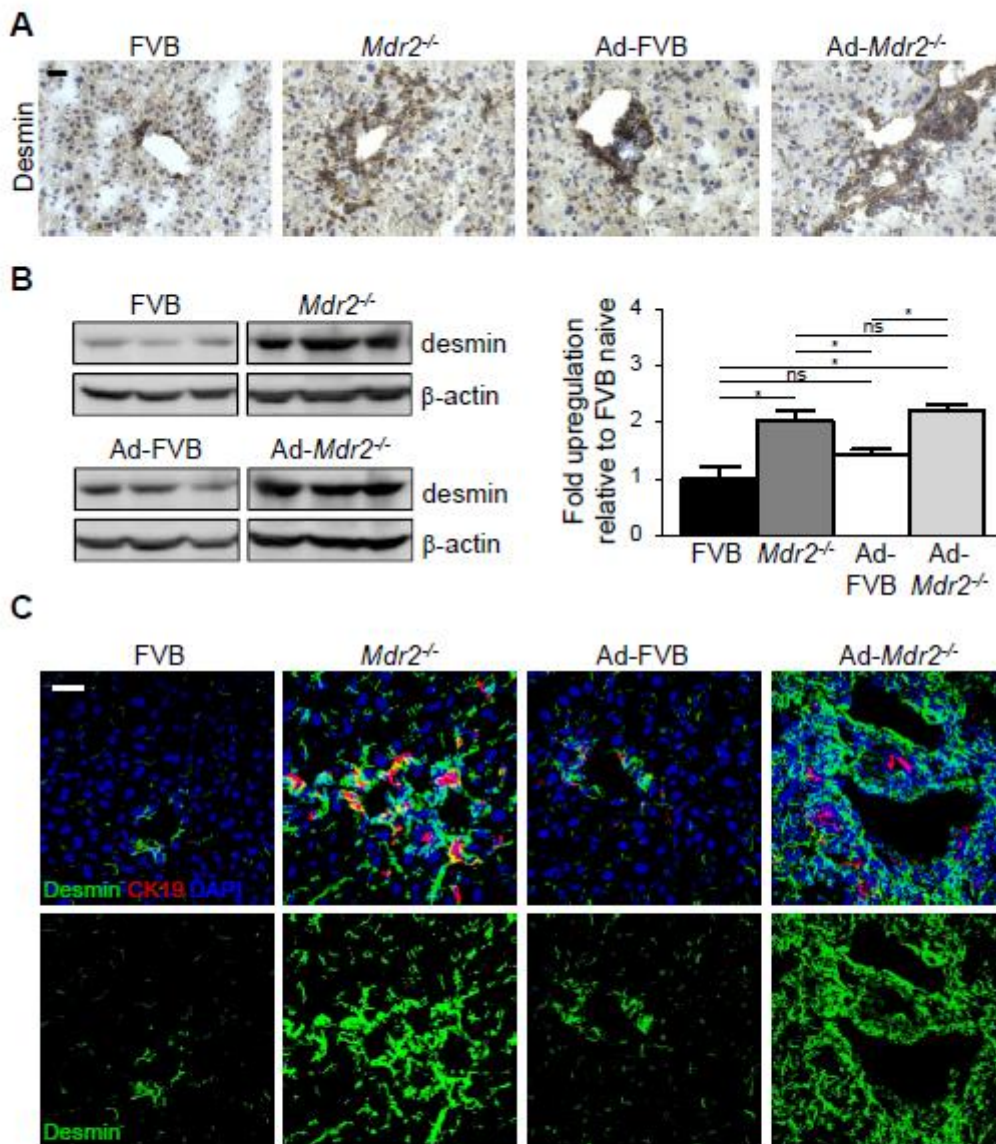 A
FVB Mdr2-/- Ad-FVB Ad-Mdr2-/-
Desmin
B
FVB Mdr2-/-
desmin
β-actin
Ad-FVB Ad-Mdr2-/-
desmin
β-actin
Fold upregulation
relative to FVB naive
4
3
2
1
0
*
ns
*
*
ns
*
FVB Mdr2-/- Ad-FVB Ad-Mdr2-/-
C
FVB Mdr2-/- Ad-FVB Ad-Mdr2-/-
Desmin CK19 DAPI
Desmin